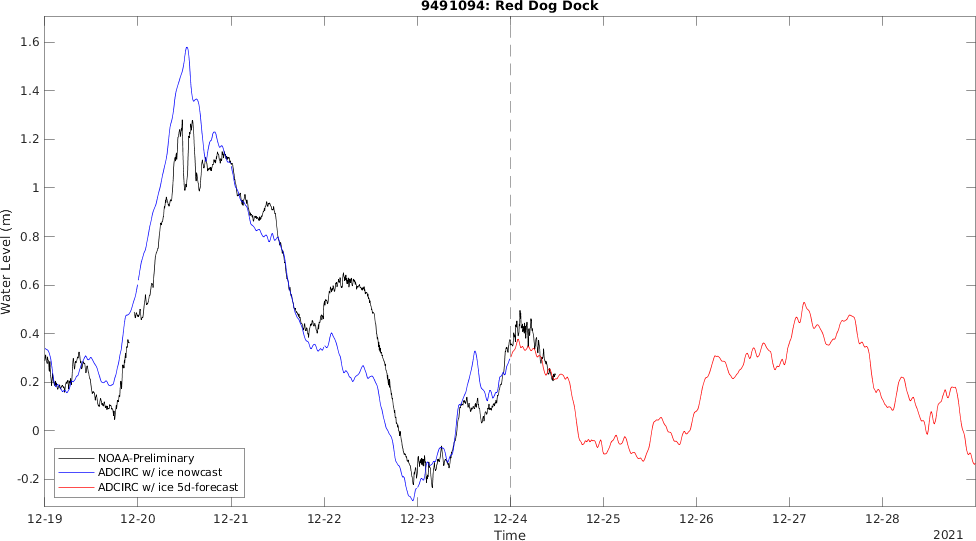 9491094: Red Dog Dock
1.6
1.4
1.2
1
0.8
0.6
0.4
0.2
0
-0.2
Water Level (m)
NOAA-Preliminary
ADCIRC w/ ice nowcast
ADCIRC w/ ice 5d-forecast
12-19 12-20 12-21 12-22 12-23 12-24 12-25 12-26 12-27 12-28
Time
2021